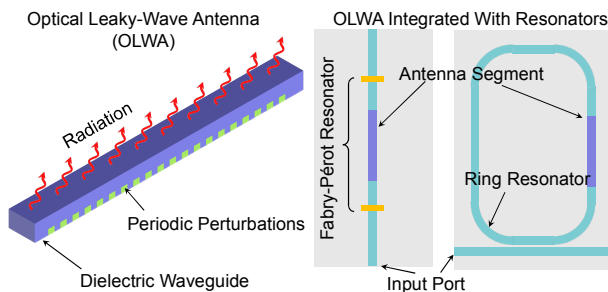 Optical Leaky-Wave Antenna
(OLWA)
Radiation
Periodic Perturbations
Dielectric Waveguide
OLWA Integrated With Resonators
Fabry-Pérot Resonator
Antenna Segment
Ring Resonator
Input Port